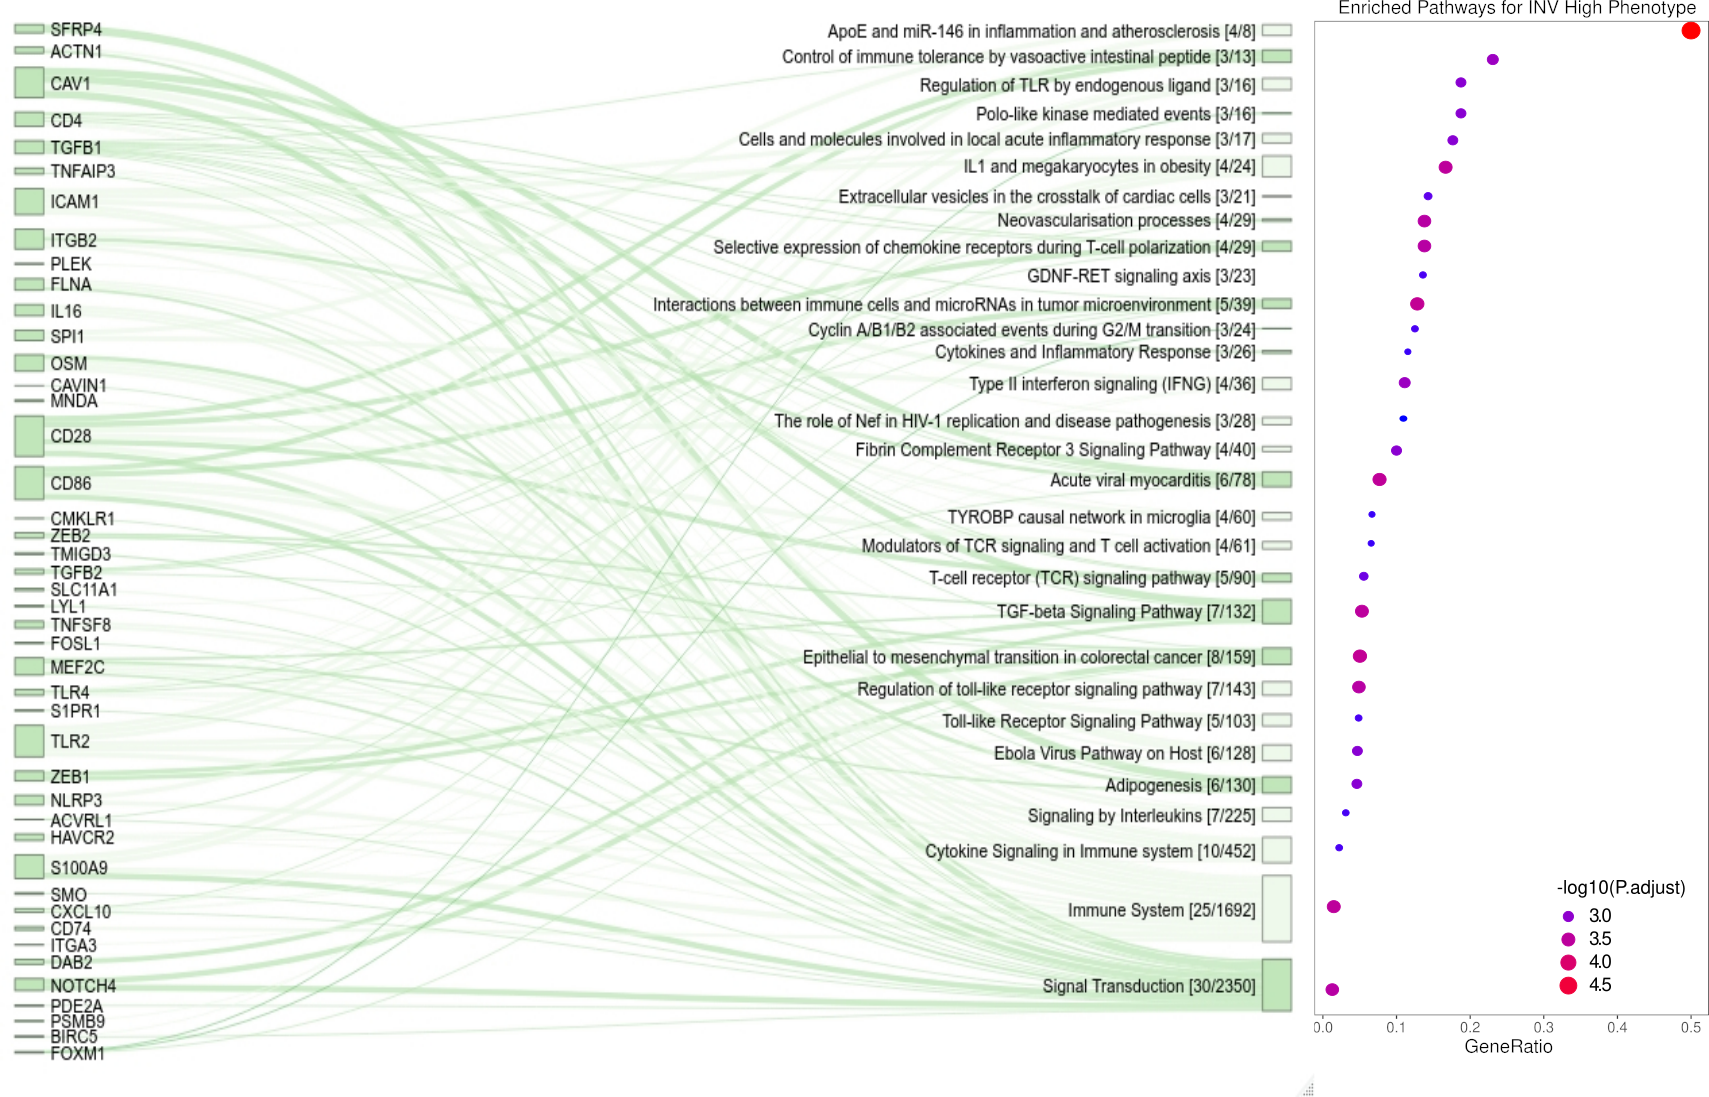 Enriched Pathways for INV High Phenotype
SFRP4
ACTN1
CAV1
CD4
TGFB1
TNFAIP3
ICAM1
ITGB2
PLEK
FLNA
IL16
SPI1
OSM
CAVIN1
MNDA
CD28
CD86
CMKLR1
ZEB2
TMIGD3
TGFB2
SLC11A1
LYL1
TNFSF8
FOSL1
MEF2C
TLR4
S1PR1
TLR2
ZEB1
NLRP3
ACVRL1
HAVCR2
S100A9
SMO
CXCL10
CD74
ITGA3
DAB2
NOTCH4
PDE2A
PSMB9
BIRC5
FOXM1
ApoE and miR-146 in inflammation and atherosclerosis [4/8]
Control of immune tolerance by vasoactive intestinal peptide [3/13]
Regulation of TLR by endogenous ligand [3/16]
Polo-like kinase mediated events [3/16]
Cells and molecules involved in local acute inflammatory response [3/17]
IL1 and megakaryocytes in obesity [4/24]
Extracellular vesicles in the crosstalk of cardiac cells [3/21]
Neovascularisation processes [4/29]
Selective expression of chemokine receptors during T-cell polarization [4/29]
GDNF-RET signaling axis [3/23]
Interactions between immune cells and microRNAs in tumor microenvironment [5/39]
Cyclin A/B1/B2 associated events during G2/M transition [3/24]
Cytokines and Inflammatory Response [3/26]
Type II interferon signaling (IFNG) [4/36]
The role of Nef in HIV-1 replication and disease pathogenesis [3/28]
Fibrin Complement Receptor 3 Signaling Pathway [4/40]
Acute viral myocarditis [6/78]
TYROBP causal network in microglia [4/60]
Modulators of TCR signaling and T cell activation [4/61]
T-cell receptor (TCR) signaling pathway [5/90]
TGF-beta Signaling Pathway [7/132]
Epithelial to mesenchymal transition in colorectal cancer [8/159]
Regulation of toll-like receptor signaling pathway [7/143]
Toll-like Receptor Signaling Pathway [5/103]
Ebola Virus Pathway on Host [6/128]
Adipogenesis [6/130]
Signaling by Interleukins [7/225]
Cytokine Signaling in Immune system [10/452]
Immune System [25/1692]
Signal Transduction [30/2350]
-log10(P.adjust)
3.0
3.5
4.0
4.5
0.0 0.1 0.2 0.3 0.4 0.5
GeneRatio